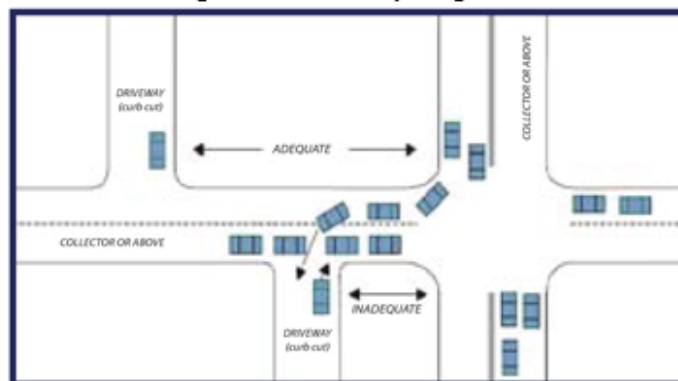 DRIVEWAY
(curb cut)
ADEQUATE
COLLECTOR OR ABOVE
COLLECTOR OR ABOVE
INADEQUATE
DRIVEWAY
(curb cut)